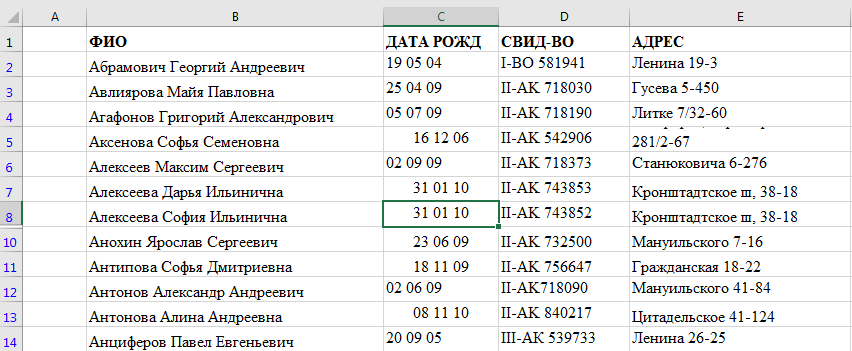 A B C D E
1 ФИО ДАТА РОЖД СВИД-ВО АДРЕС
2 Абрамович Георгий Андреевич 19 05 04 I-ВО 581941 Ленина 19-3
3 Авлиярова Майя Павловна 25 04 09 II-АК 718030 Гусева 5-450
4 Агафонов Григорий Александрович 05 07 09 II-АК 718190 Литке 7/32-60
5 Аксенова Софья Семеновна 16 12 06 II-АК 542906 281/2-67
6 Алексеев Максим Сергеевич 02 09 09 II-АК 718373 Станюковича 6-276
7 Алексеева Дарья Ильинична 31 01 10 II-АК 743853 Кронштадтское ш, 38-18
8 Алексеева София Ильинична 31 01 10 II-АК 743852 Кронштадтское ш, 38-18
10 Анохин Ярослав Сергеевич 23 06 09 II-АК 732500 Мануильского 7-16
11 Антипова Софья Дмитриевна 18 11 09 II-АК 756647 Гражданская 18-22
12 Антонов Александр Андреевич 02 06 09 II-АК718090 Мануильского 41-84
13 Антонова Алина Андреевна 08 11 10 II-АК 840217 Цитадельское 41-124
14 Анциферов Павел Евгеньевич 20 09 05 III-АК 539733 Ленина 26-25